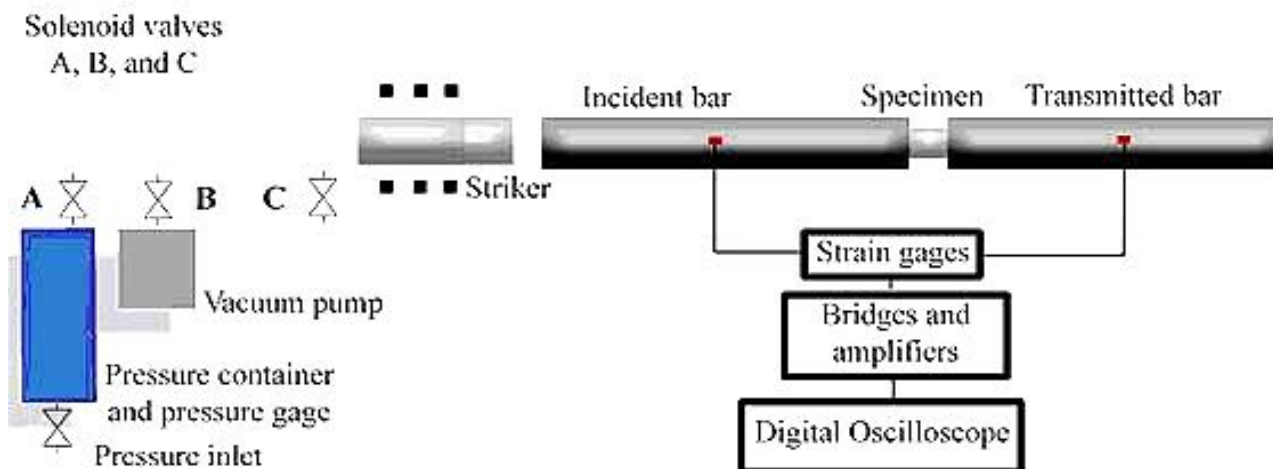 Solenoid valves
A, B, and C
Incident bar
Specimen
Transmitted bar
Striker
A
B
C
Strain gages
Vacuum pump
Bridges and
amplifiers
Pressure container
and pressure gage
Digital Oscilloscope
Pressure inlet